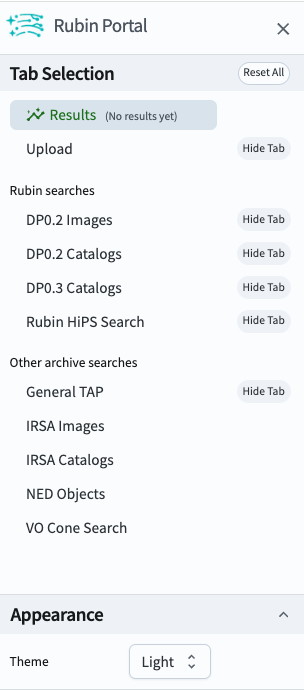 Rubin Portal
Tab Selection Reset All
Results (No results yet)
Upload Hide Tab
Rubin searches
DP0.2 Images Hide Tab
DP0.2 Catalogs Hide Tab
DP0.3 Catalogs Hide Tab
Rubin HiPS Search Hide Tab
Other archive searches
General TAP Hide Tab
IRSA Images
IRSA Catalogs
NED Objects
VO Cone Search
Appearance
Theme Light